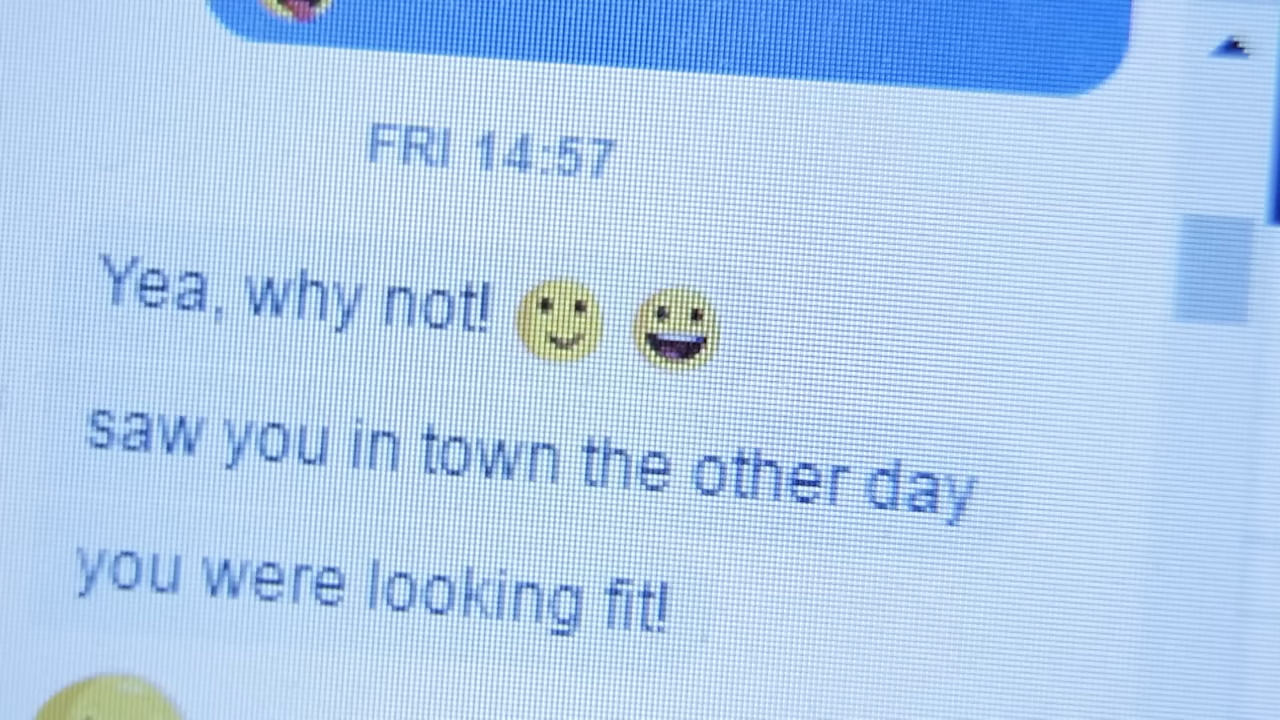 FRI 14:57
Yea, why not! 🙂 😃
saw you in town the other day
you were looking fit!